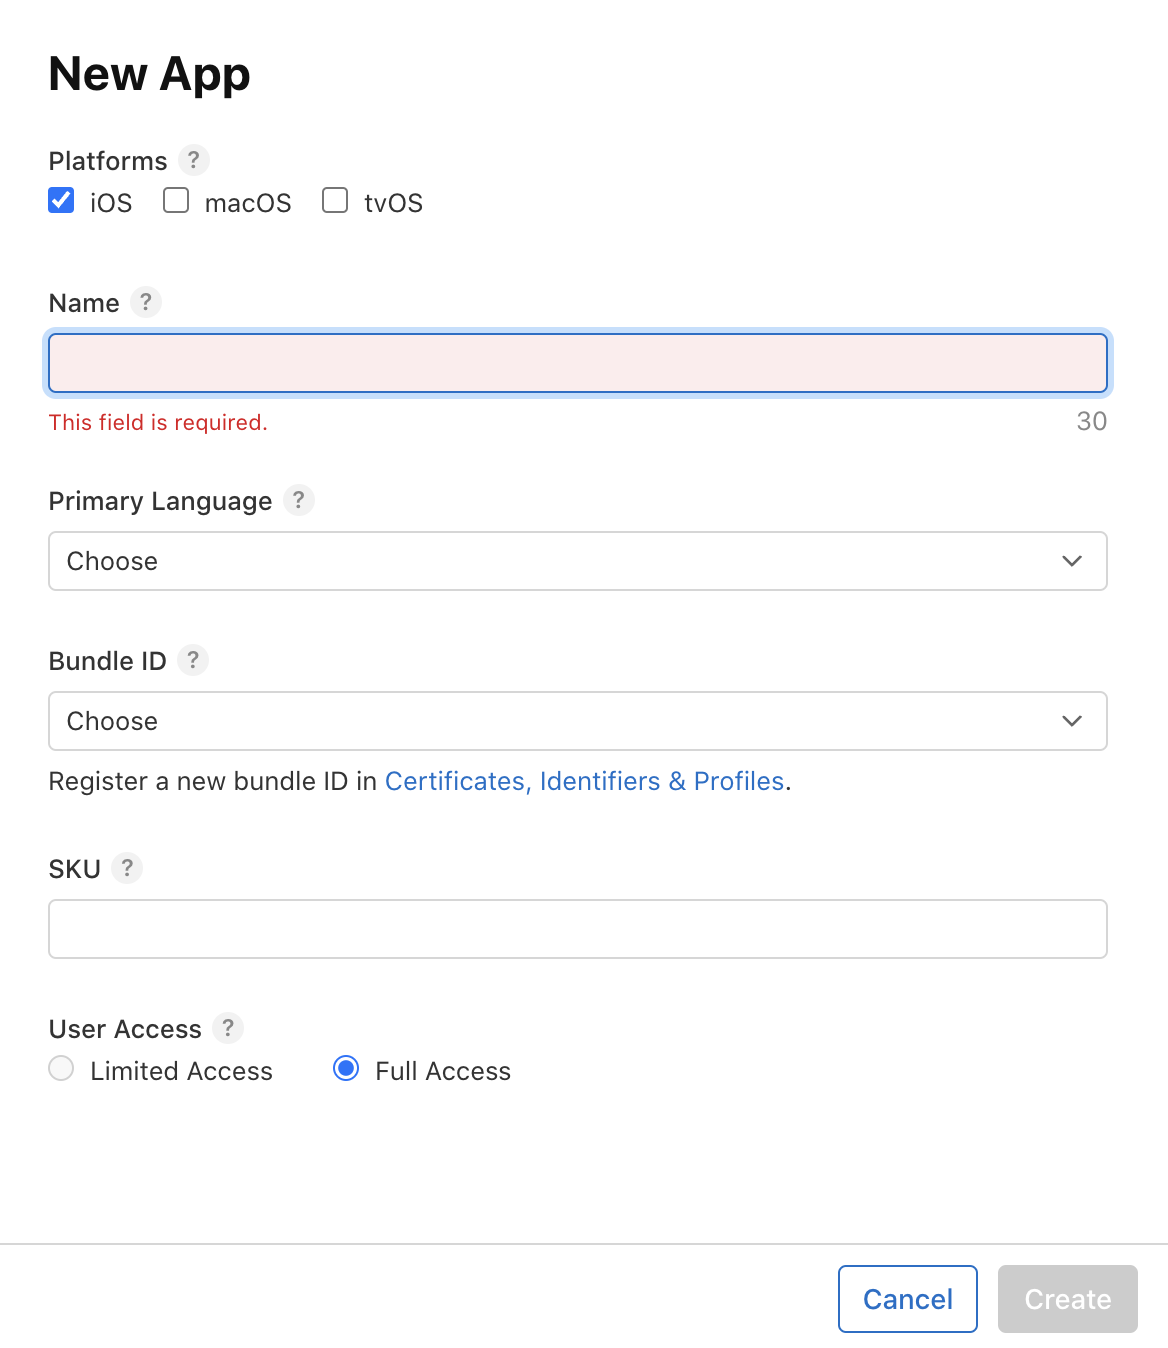 New App
Platforms ?
iOS macOS tvOS
Name ?
This field is required. 30
Primary Language ?
Choose
Bundle ID ?
Choose
Register a new bundle ID in Certificates, Identifiers & Profiles.
SKU ?
User Access ?
Limited Access Full Access
Cancel Create